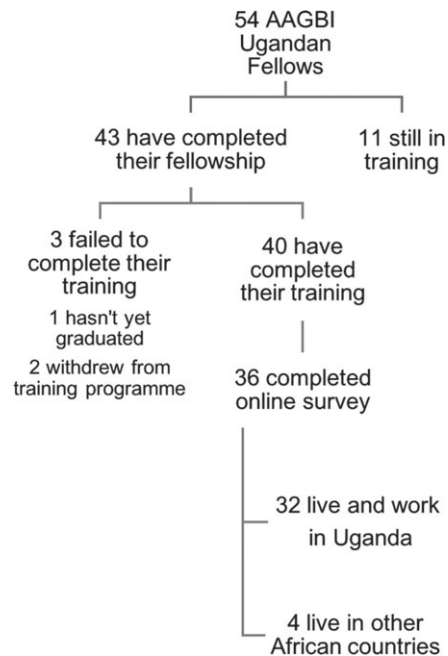 54 AAGBI
Ugandan
Fellows
43 have completed
their fellowship
11 still in
training
3 failed to
complete their
training
1 hasn't yet
graduated
2 withdrew from
training programme
40 have
completed
their training
36 completed
online survey
32 live and work
in Uganda
4 live in other
African countries